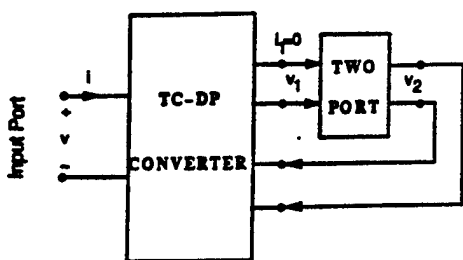 i₁=0
i
TC-DP
v₁
TWO
v₂
+
v
-
PORT
CONVERTER
Input Port